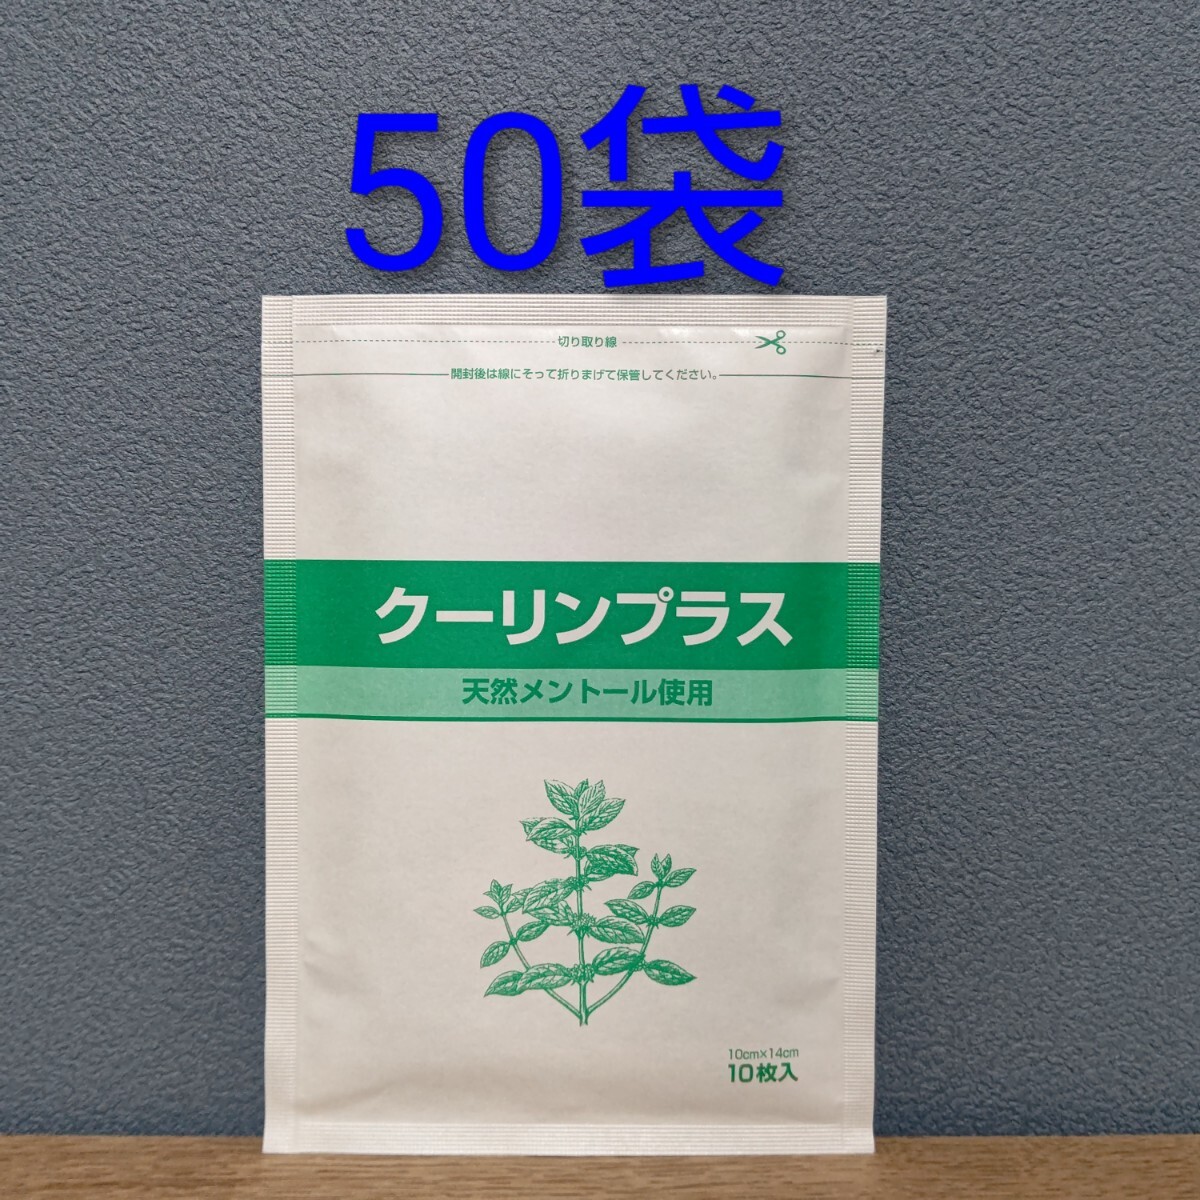 50袋
切り取り線
開封後は線にそって折りまげて保管してください。
クーリンプラス
天然メントール使用
10cm×14cm
10枚入